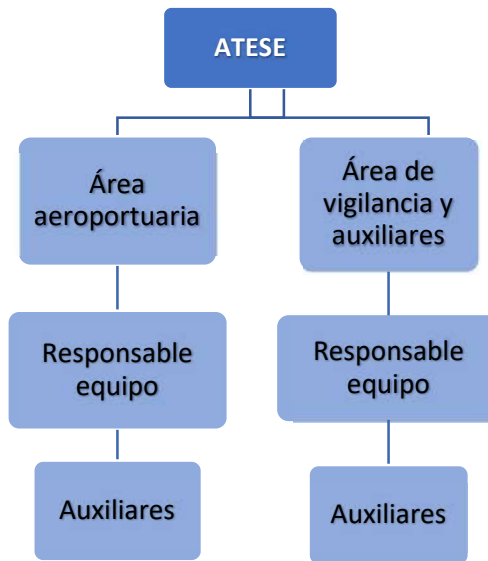 ATESE
Área
aeroportuaria
Área de
vigilancia y
auxiliares
Responsable
equipo
Responsable
equipo
Auxiliares
Auxiliares